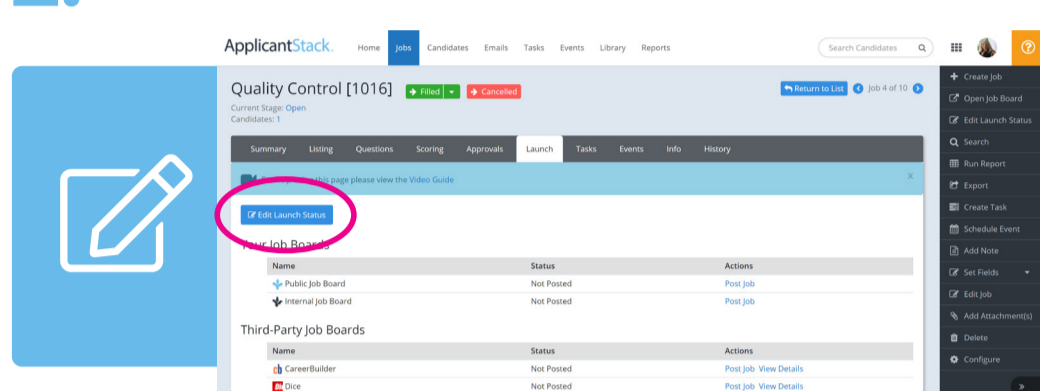 ApplicantStack. Home Jobs Candidates Emails Tasks Events Library Reports Search Candidates
Quality Control [1016] Filled Cancelled Return to List Job 4 of 10
Current Stage: Open
Candidates: 1
Summary Listing Questions Scoring Approvals Launch Tasks Events Info History
this page please view the Video Guide X
Edit Launch Status
Your Job Boards
Name Status Actions
Public Job Board Not Posted Post Job
Internal Job Board Not Posted Post Job
Third-Party Job Boards
Name Status Actions
CareerBuilder Not Posted Post Job View Details
Dice Not Posted Post Job View Details
Create Job
Open Job Board
Edit Launch Status
Search
Run Report
Export
Create Task
Schedule Event
Add Note
Set Fields
Edit Job
Add Attachment(s)
Delete
Configure